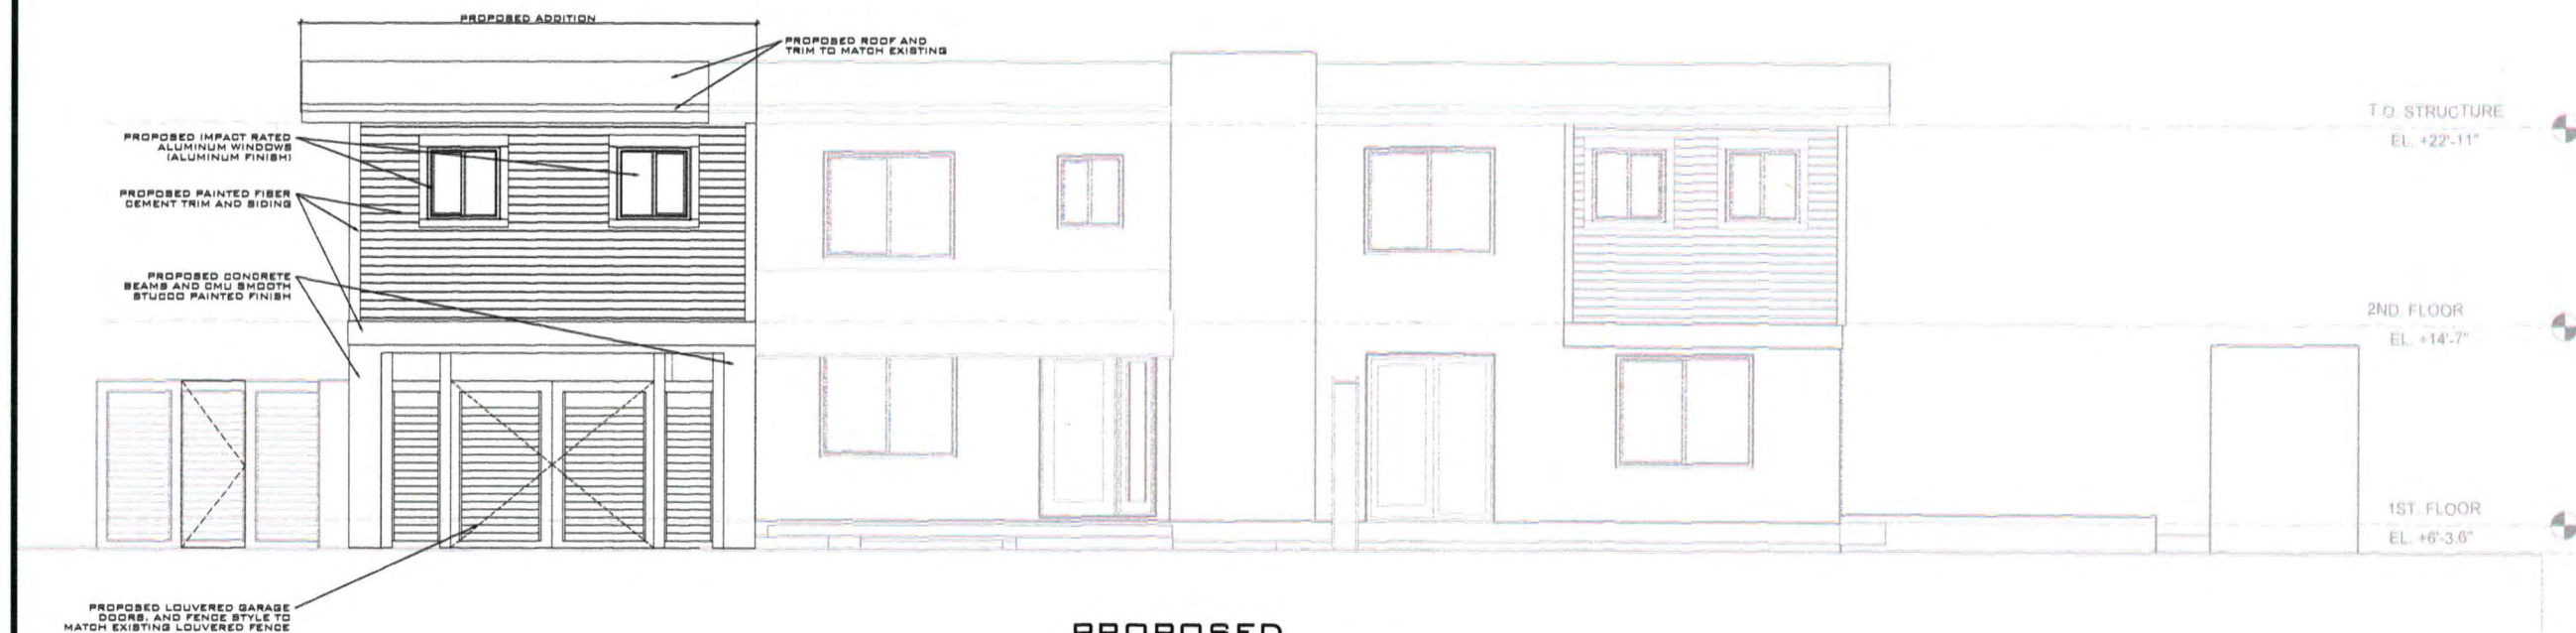 PROPOSED ADDITION
PROPOSED ROOF AND
TRIM TO MATCH EXISTING
PROPOSED IMPACT RATED
ALUMINUM WINDOWS
(ALUMINUM FINISH)
PROPOSED PAINTED FIBER
CEMENT TRIM AND SIDING
PROPOSED CONCRETE
BEAMS AND CMU SMOOTH
STUCCO PAINTED FINISH
PROPOSED LOUVERED GARAGE
DOORS, AND FENCE STYLE TO
MATCH EXISTING LOUVERED FENCE
T.O. STRUCTURE
EL. +22'-11"
2ND. FLOOR
EL. +14'-7"
1ST. FLOOR
EL. +6'-3.6"
PROPOSED